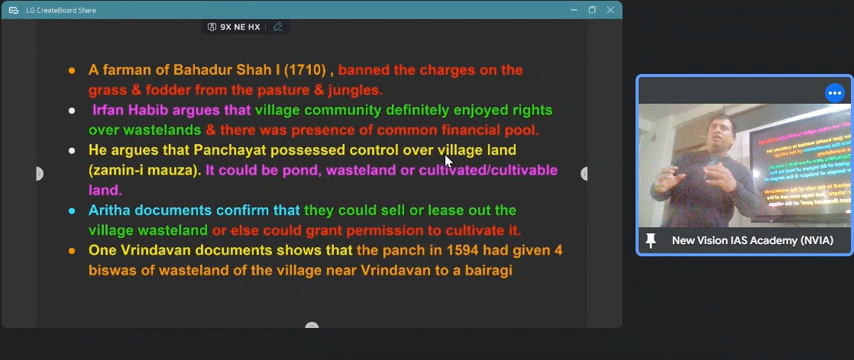 LG CreateBoard Share
9X NE HX
A farman of Bahadur Shah I (1710) , banned the charges on the
grass & fodder from the pasture & jungles.
Irfan Habib argues that village community definitely enjoyed rights
over wastelands & there was presence of common financial pool.
He argues that Panchayat possessed control over village land
(zamin-i mauza). It could be pond, wasteland or cultivated/cultivable
land.
Aritha documents confirm that they could sell or lease out the
village wasteland or else could grant permission to cultivate it.
One Vrindavan documents shows that the panch in 1594 had given 4
biswas of wasteland of the village near Vrindavan to a bairagi
New Vision IAS Academy (NVIA)